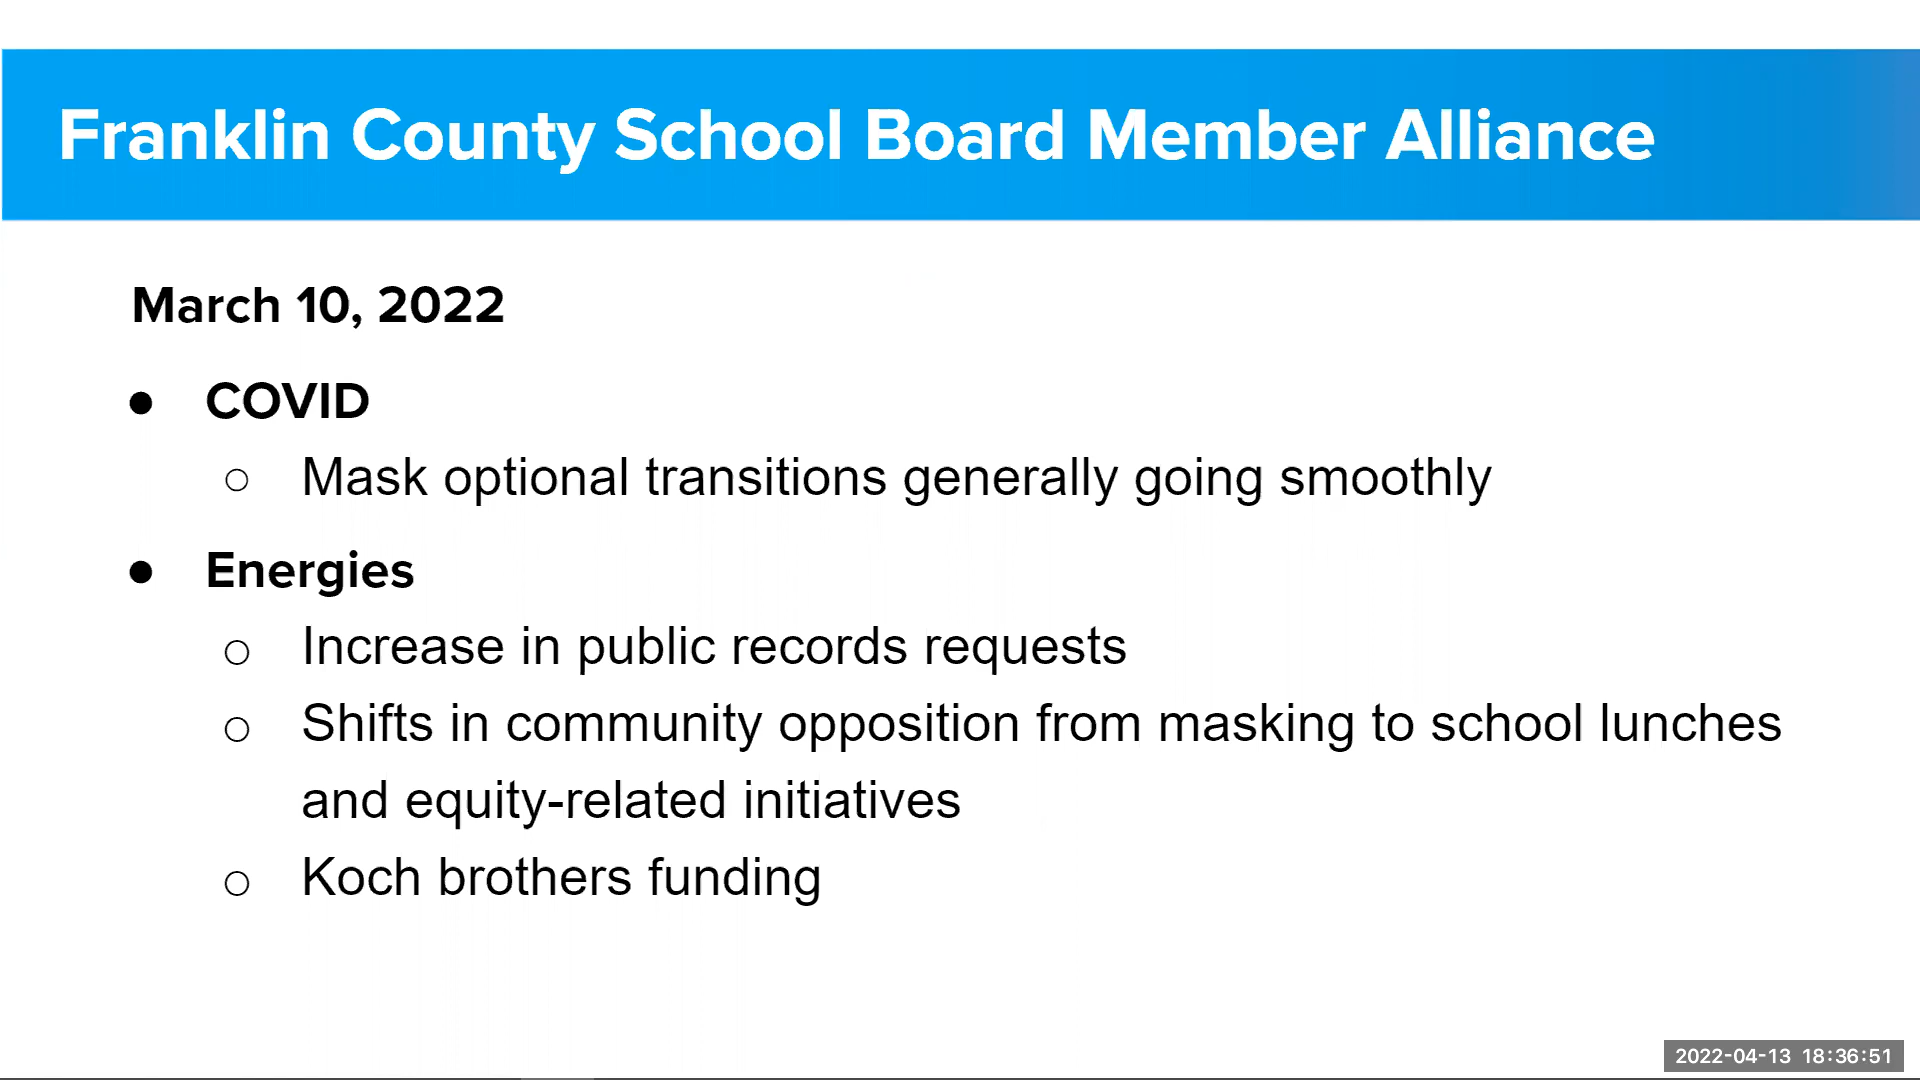 Franklin County School Board Member Alliance
March 10, 2022
● COVID
○ Mask optional transitions generally going smoothly
● Energies
○ Increase in public records requests
○ Shifts in community opposition from masking to school lunches
and equity-related initiatives
○ Koch brothers funding
2022-04-13 18:36:51